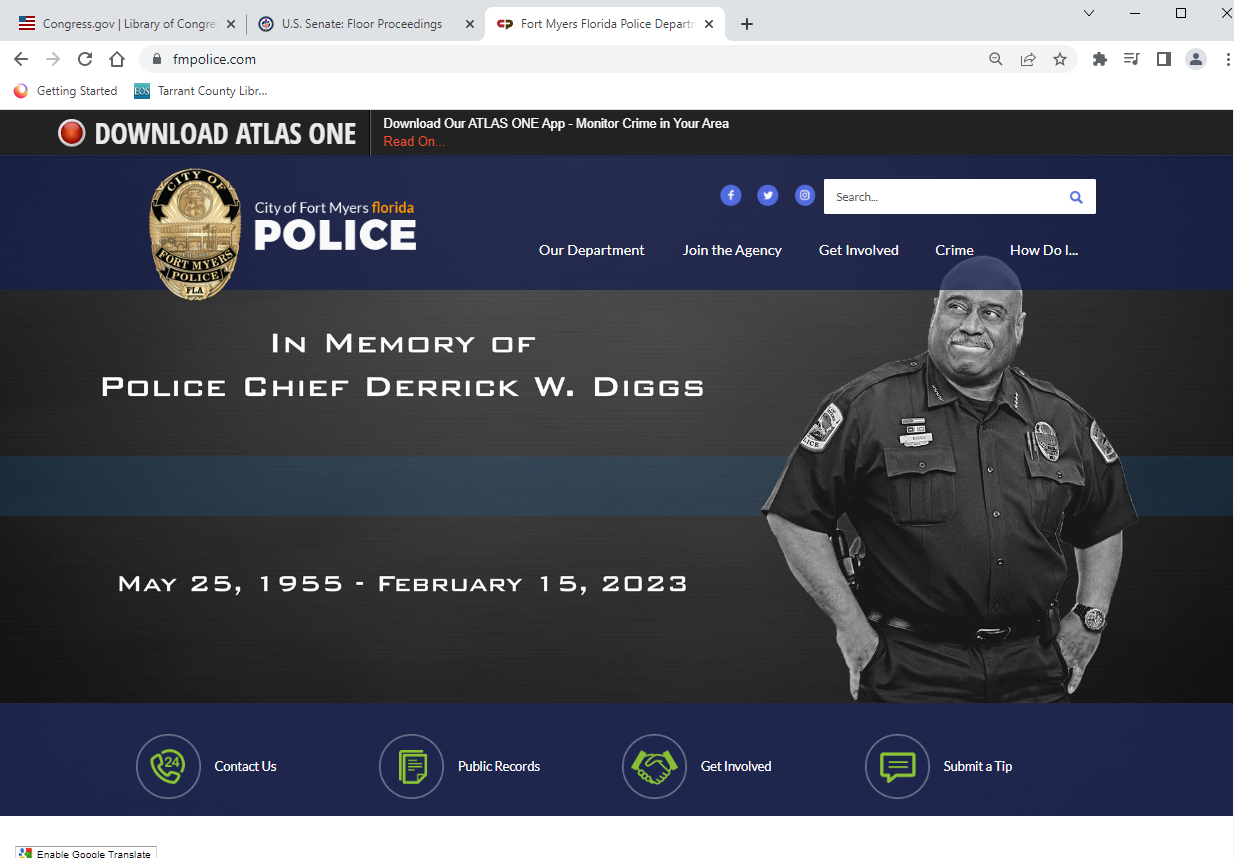 Congress.gov | Library of Congre
U.S. Senate: Floor Proceedings
Fort Myers Florida Police Departm
fmpolice.com
Getting Started
EOS
Tarrant County Libr...
DOWNLOAD ATLAS ONE
Download Our ATLAS ONE App - Monitor Crime in Your Area
Read On...
CITY OF
FORT MYERS
POLICE
FLA
City of Fort Myers florida
POLICE
Search...
Our Department
Join the Agency
Get Involved
Crime
How Do I...
In Memory of
Police Chief Derrick W. Diggs
DIGGS
May 25, 1955 - February 15, 2023
24
Contact Us
Public Records
Get Involved
Submit a Tip
Enable Google Translate